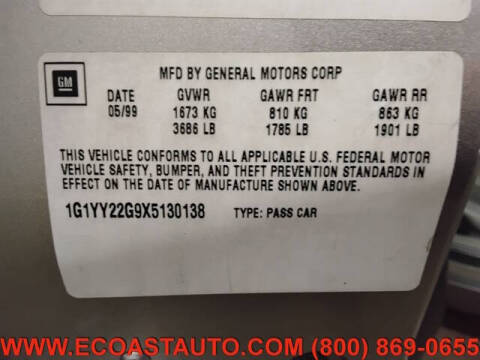 GM
MFD BY GENERAL MOTORS CORP
DATE GVWR GAWR FRT GAWR RR
05/99 1673 KG 810 KG 863 KG
3686 LB 1785 LB 1901 LB
THIS VEHICLE CONFORMS TO ALL APPLICABLE U.S. FEDERAL MOTOR
VEHICLE SAFETY, BUMPER, AND THEFT PREVENTION STANDARDS IN
EFFECT ON THE DATE OF MANUFACTURE SHOWN ABOVE.
1G1YY22G9X5130138 TYPE: PASS CAR
WWW.ECOASTAUTO.COM (800) 869-0655